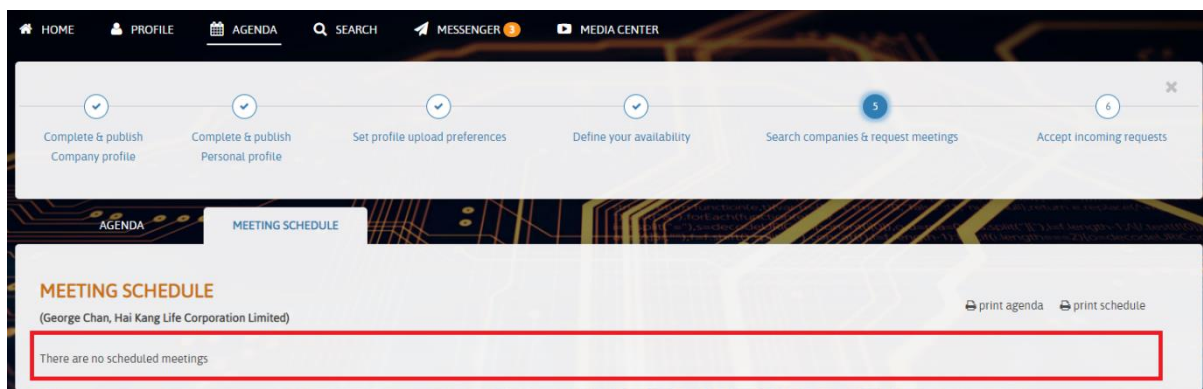 HOME PROFILE AGENDA SEARCH MESSENGER 3 MEDIA CENTER
5 6
Complete & publish Company profile
Complete & publish Personal profile
Set profile upload preferences
Define your availability
Search companies & request meetings
Accept incoming requests
AGENDA MEETING SCHEDULE
MEETING SCHEDULE
print agenda print schedule
(George Chan, Hai Kang Life Corporation Limited)
There are no scheduled meetings